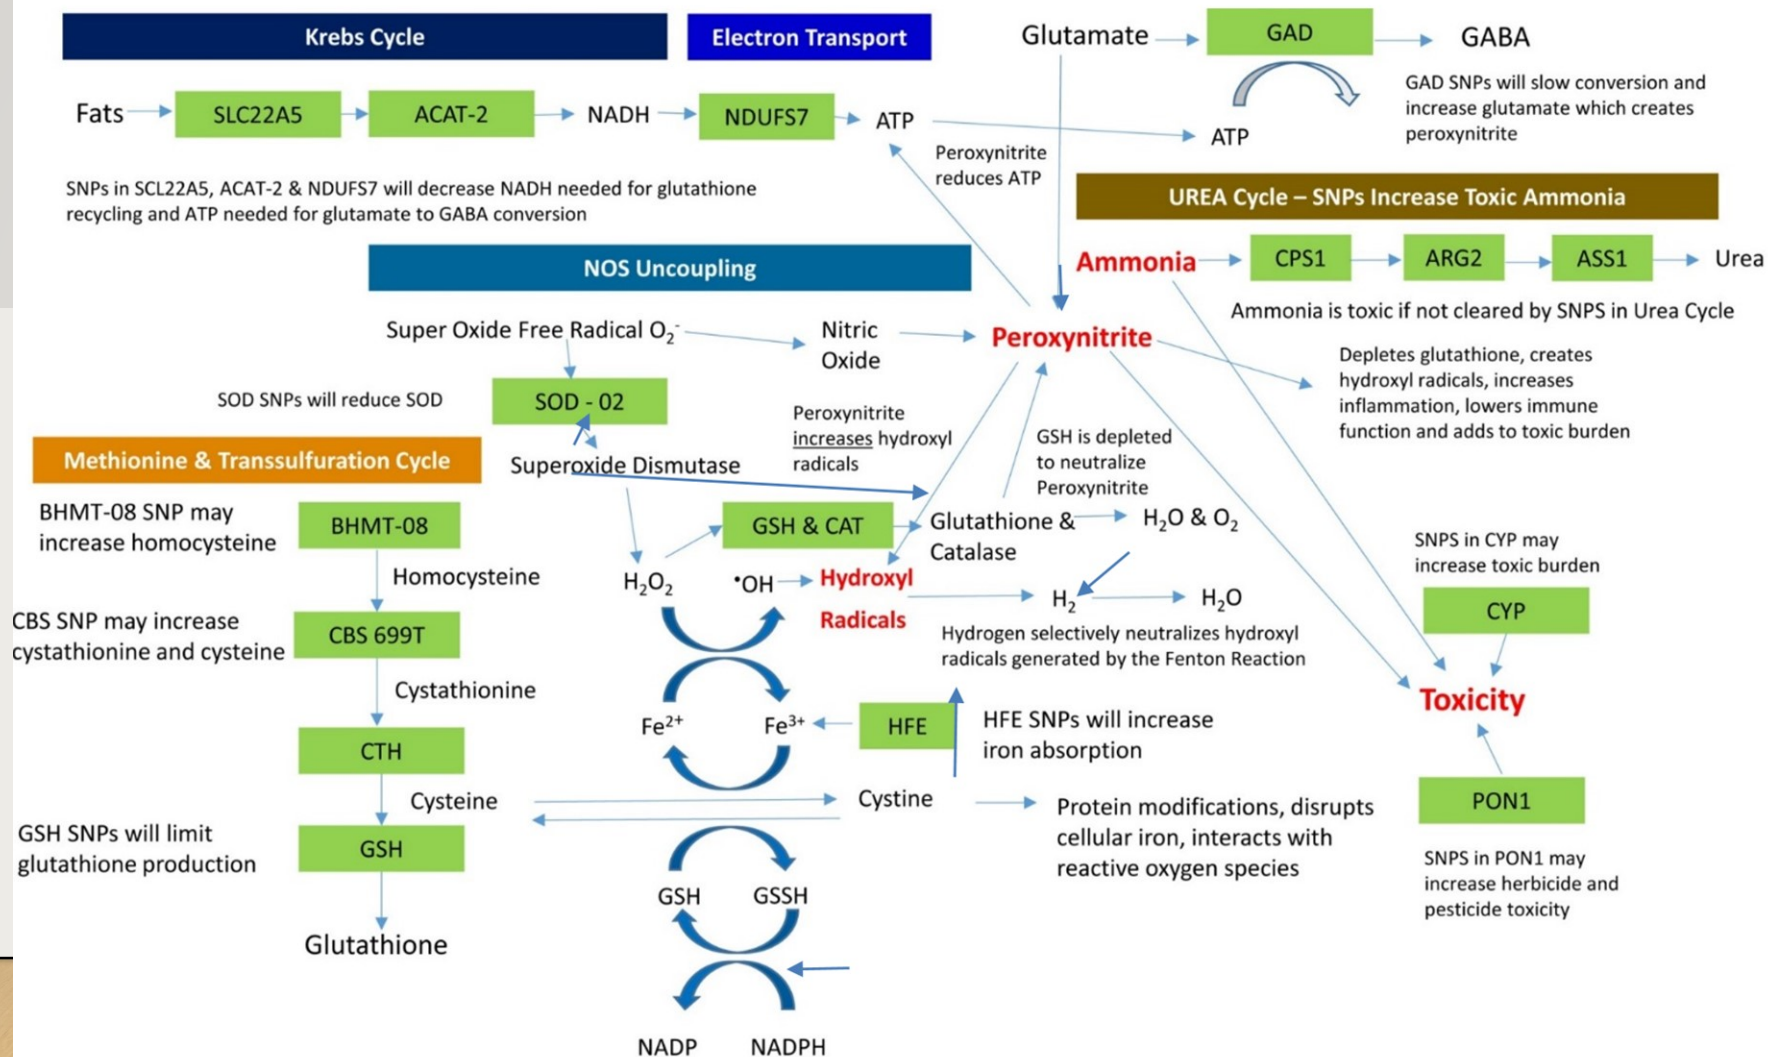 Krebs Cycle
Electron Transport
Fats
SLC22A5
ACAT-2
NADH
NDUFS7
ATP
SNPs in SCL22A5, ACAT-2 & NDUFS7 will decrease NADH needed for glutathione
recycling and ATP needed for glutamate to GABA conversion
Glutamate
GAD
GABA
ATP
GAD SNPs will slow conversion and
increase glutamate which creates
peroxynitrite
Peroxynitrite
reduces ATP
UREA Cycle – SNPs Increase Toxic Ammonia
Ammonia
CPS1
ARG2
ASS1
Urea
Ammonia is toxic if not cleared by SNPS in Urea Cycle
NOS Uncoupling
Super Oxide Free Radical O₂⁻
Nitric
Oxide
Peroxynitrite
Depletes glutathione, creates
hydroxyl radicals, increases
inflammation, lowers immune
function and adds to toxic burden
SOD SNPs will reduce SOD
SOD - 02
Superoxide Dismutase
Peroxynitrite
increases hydroxyl
radicals
GSH is depleted
to neutralize
Peroxynitrite
GSH & CAT
Glutathione &
Catalase
H₂O & O₂
H₂O₂
•OH
Hydroxyl
Radicals
H₂
H₂O
Hydrogen selectively neutralizes hydroxyl
radicals generated by the Fenton Reaction
Fe²⁺
Fe³⁺
HFE
HFE SNPs will increase
iron absorption
Methionine & Transsulfuration Cycle
BHMT-08 SNP may
increase homocysteine
BHMT-08
Homocysteine
CBS SNP may increase
cystathionine and cysteine
CBS 699T
Cystathionine
CTH
Cysteine
Cystine
Protein modifications, disrupts
cellular iron, interacts with
reactive oxygen species
GSH SNPs will limit
glutathione production
GSH
Glutathione
GSH
GSSH
NADP
NADPH
SNPS in CYP may
increase toxic burden
CYP
Toxicity
PON1
SNPS in PON1 may
increase herbicide and
pesticide toxicity